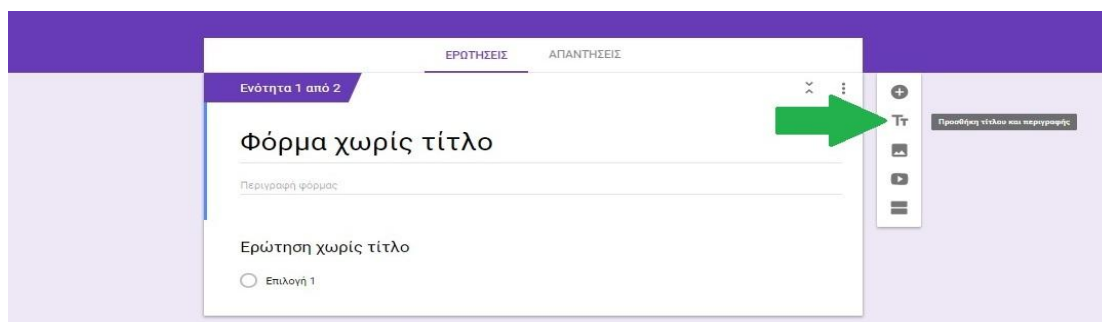 ΕΡΩΤΗΣΕΙΣ ΑΠΑΝΤΗΣΕΙΣ
Ενότητα 1 από 2
Φόρμα χωρίς τίτλο
Tт Προσθήκη τίτλου και περιγραφής
Περιγραφή φόρμας
Ερώτηση χωρίς τίτλο
Επιλογή 1